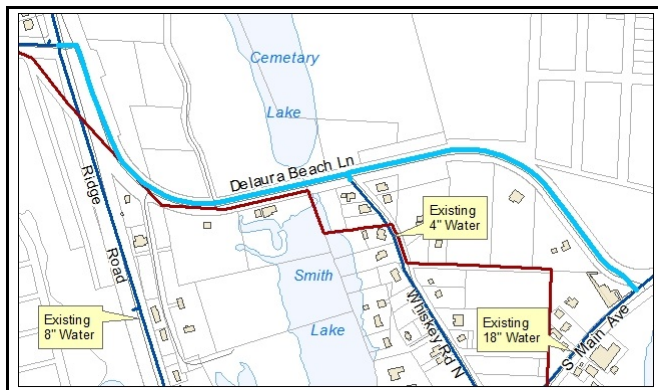 Cemetary
Lake
Delaura Beach Ln
Ridge
Road
Existing
4" Water
Smith
Lake
Whiskey Rd N
Existing
8" Water
Existing
18" Water
S. Main Ave